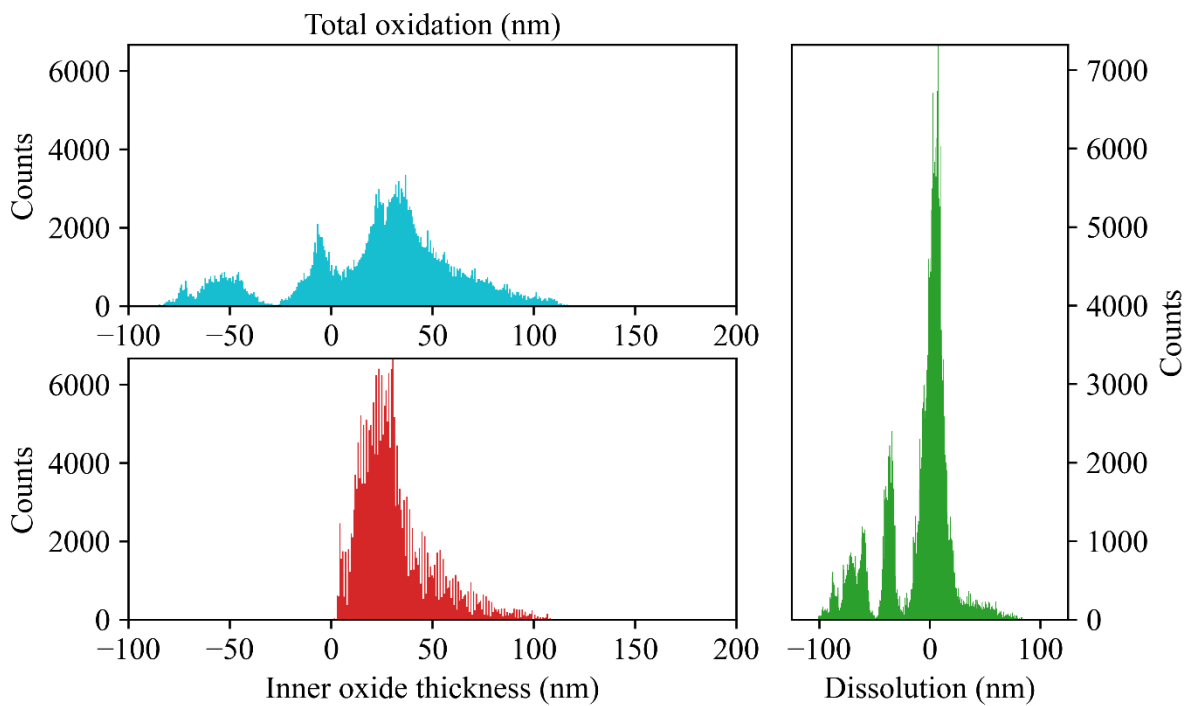 Total oxidation (nm)
Counts
6000
4000
2000
0
−100 −50 0 50 100 150 200
Counts
6000
4000
2000
0
−100 −50 0 50 100 150 200
Inner oxide thickness (nm)
7000
6000
5000
4000
3000
2000
1000
0
Counts
−100 0 100
Dissolution (nm)